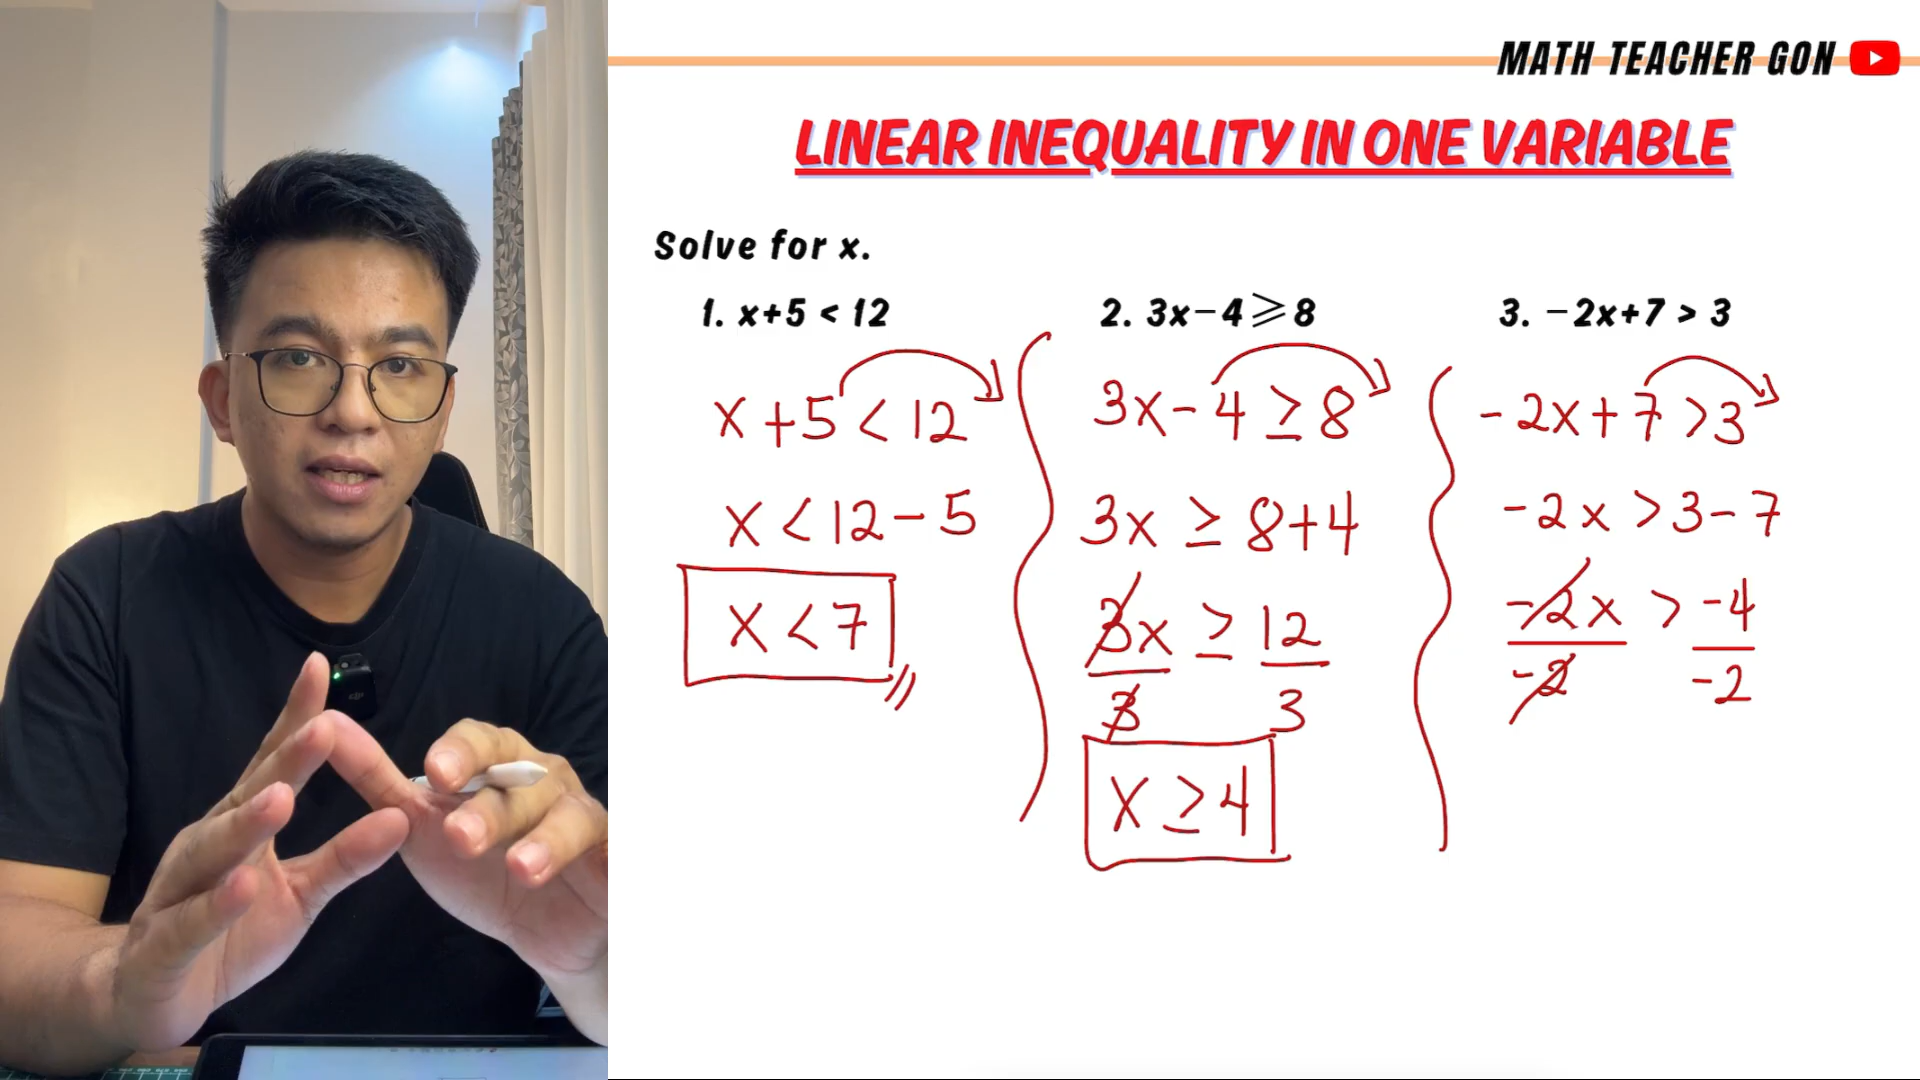 MATH TEACHER GON
LINEAR INEQUALITY IN ONE VARIABLE
Solve for x.
1. x+5 < 12
x+5 < 12
x < 12-5
x < 7
2. 3x-4 ⩾ 8
3x-4 ≥ 8
3x ≥ 8+4
3x ≥ 12
3 3
x ≥ 4
3. -2x+7 > 3
-2x+7 > 3
-2x > 3-7
-2x > -4
-2 -2